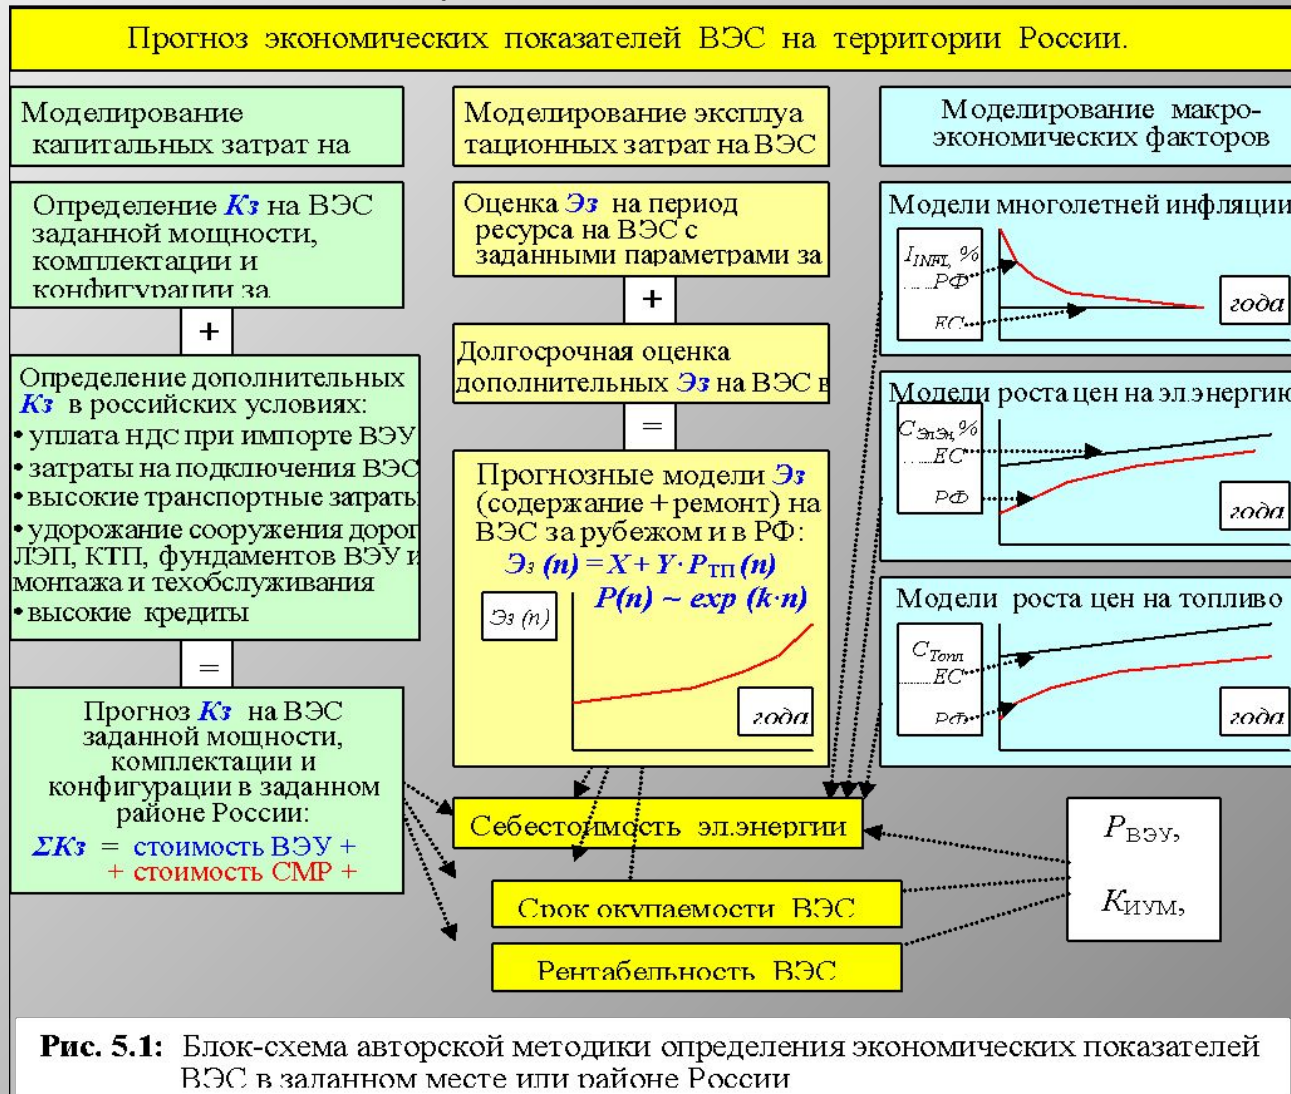 Прогноз экономических показателей ВЭС на территории России.
Моделирование
капитальных затрат на
Определение Кз на ВЭС
заданной мощности,
комплектации и
конфигурации за
+
Определение дополнительных
Кз в российских условиях:
• уплата НДС при импорте ВЭУ
• затраты на подключения ВЭС
• высокие транспортные затраты
• удорожание сооружения дорог
ЛЭП, КТП, фундаментов ВЭУ и
монтажа и техобслуживания
• высокие кредиты
=
Прогноз Кз на ВЭС
заданной мощности,
комплектации и
конфигурации в заданном
районе России:
ΣКз = стоимость ВЭУ +
+ стоимость СМР +
Моделирование эксплуа
тационных затрат на ВЭС
Оценка Эз на период
ресурса на ВЭС с
заданными параметрами за
+
Долгосрочная оценка
дополнительных Эз на ВЭС в
=
Прогнозные модели Эз
(содержание + ремонт) на
ВЭС за рубежом и в РФ:
Эз (n) = X + Y· PТП (n)
P(n) ~ exp (k·n)
Эз (n)
года
Моделирование макро-
экономических факторов
Модели многолетней инфляции
IINFL, %
РФ
ЕС
года
Модели роста цен на эл.энергию
CЭлЭн, %
ЕС
РФ
года
Модели роста цен на топливо
CТопл
ЕС
РФ
года
Себестоимость эл.энергии
Срок окупаемости ВЭС
Рентабельность ВЭС
PВЭУ,
КИУМ,
Рис. 5.1: Блок-схема авторской методики определения экономических показателей
ВЭС в заданном месте или районе России